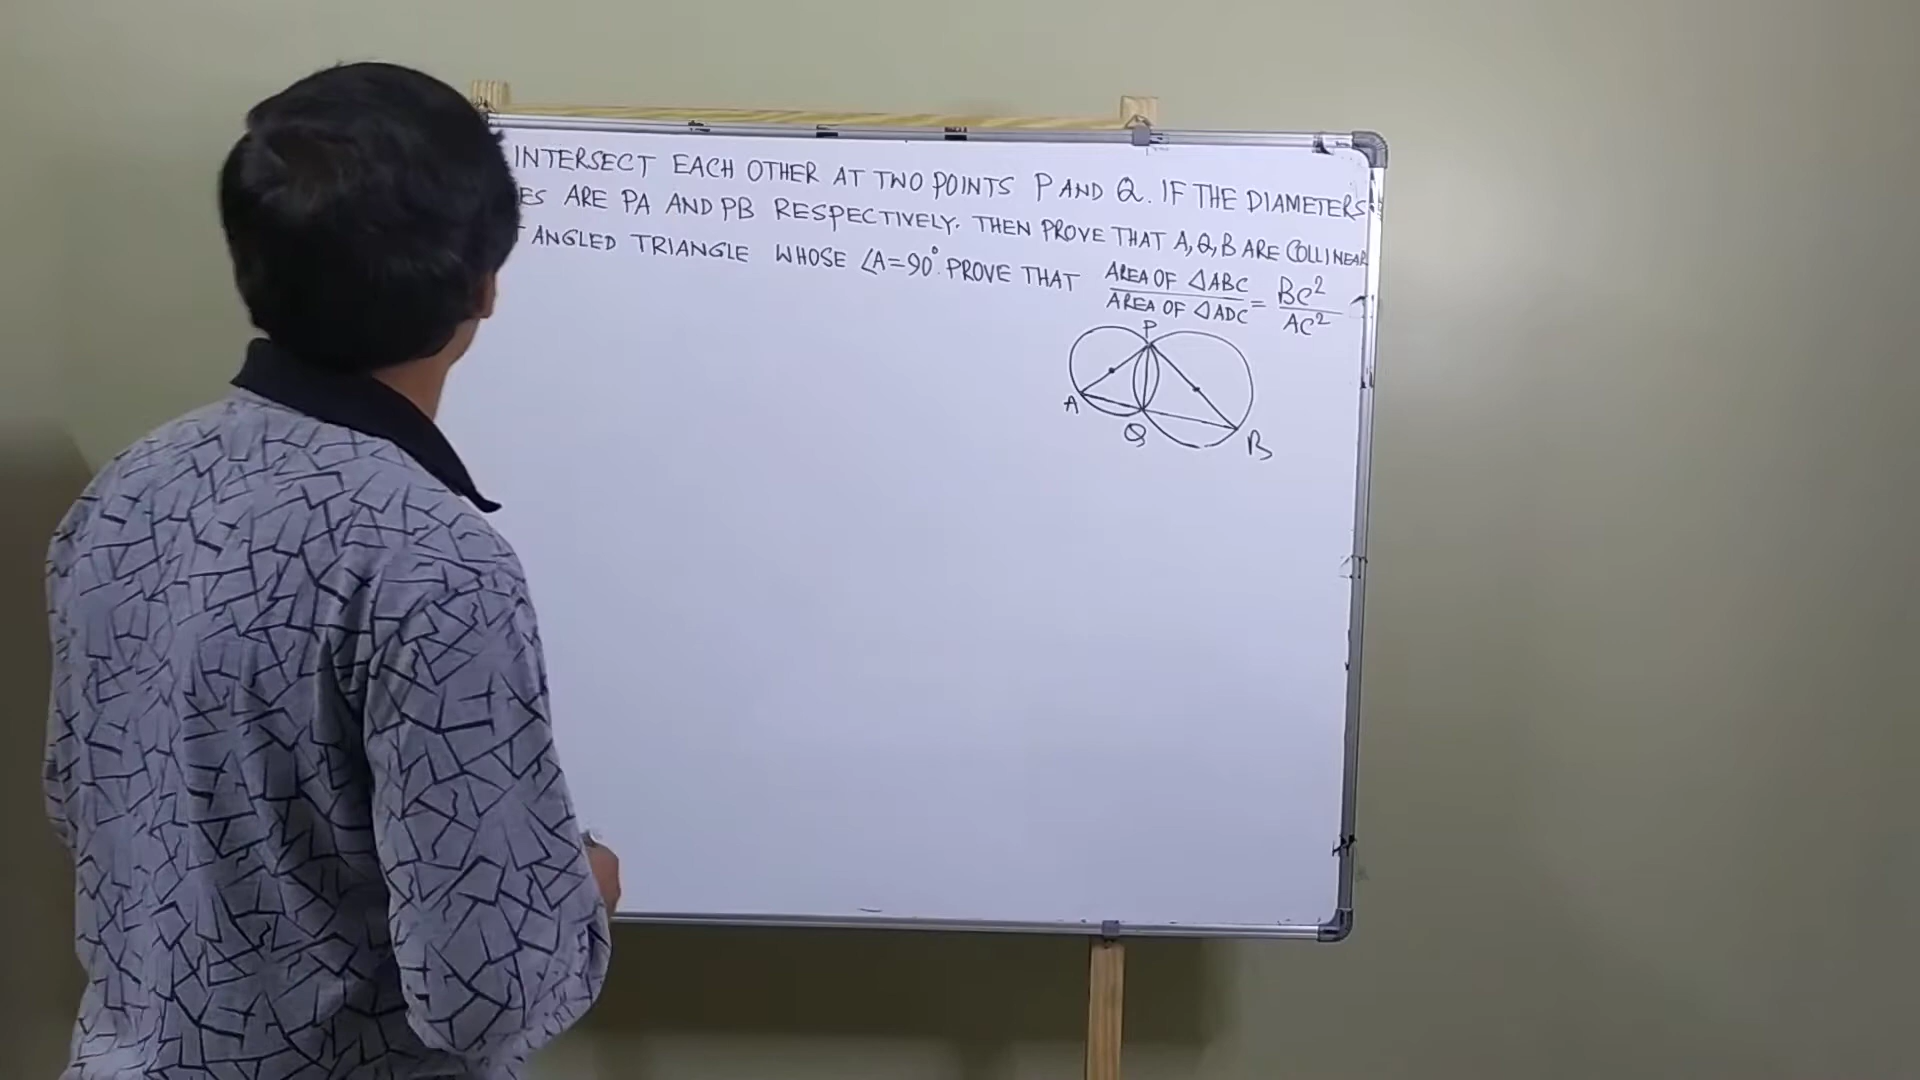 INTERSECT EACH OTHER AT TWO POINTS P AND Q. IF THE DIAMETERS
ES ARE PA AND PB RESPECTIVELY. THEN PROVE THAT A, Q, B ARE COLLINEAR
ANGLED TRIANGLE WHOSE ∠A=90°. PROVE THAT AREA OF △ABC / AREA OF △ADC = BC² / AC²
P
A
Q
B